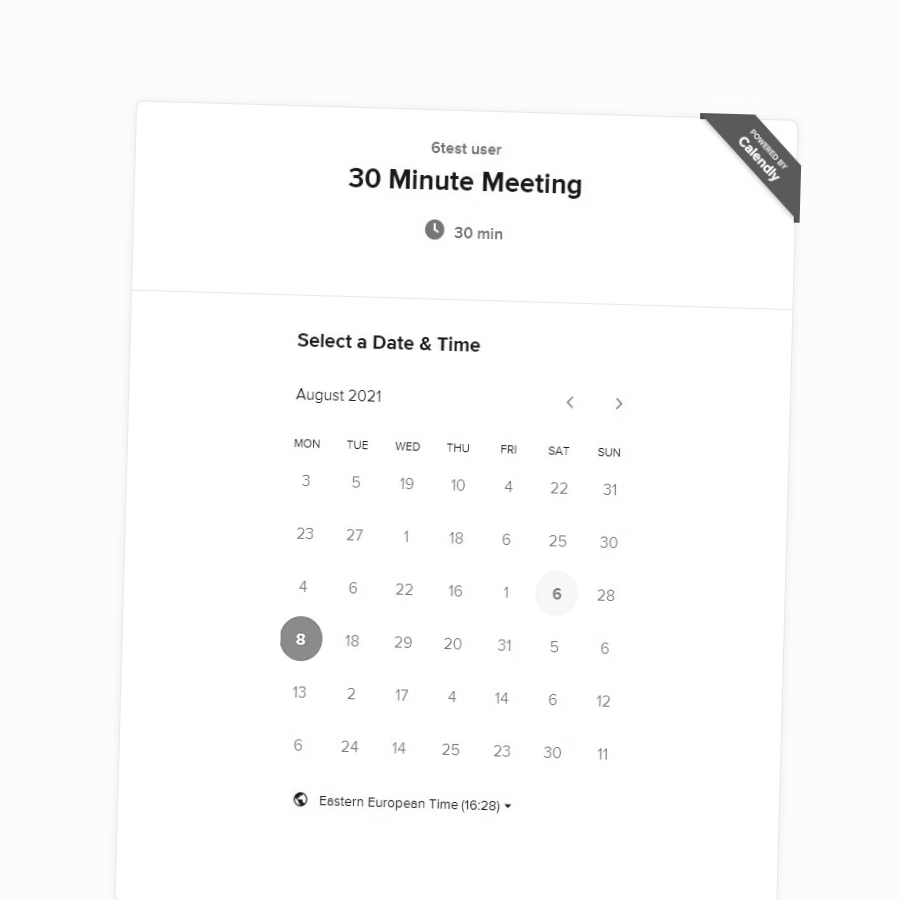 6test user
30 Minute Meeting
30 min
POWERED BY
Calendly
Select a Date & Time
August 2021
MON TUE WED THU FRI SAT SUN
3 5 19 10 4 22 31
23 27 1 18 6 25 30
4 6 22 16 1 6 28
8 18 29 20 31 5 6
13 2 17 4 14 6 12
6 24 14 25 23 30 11
Eastern European Time (16:28)